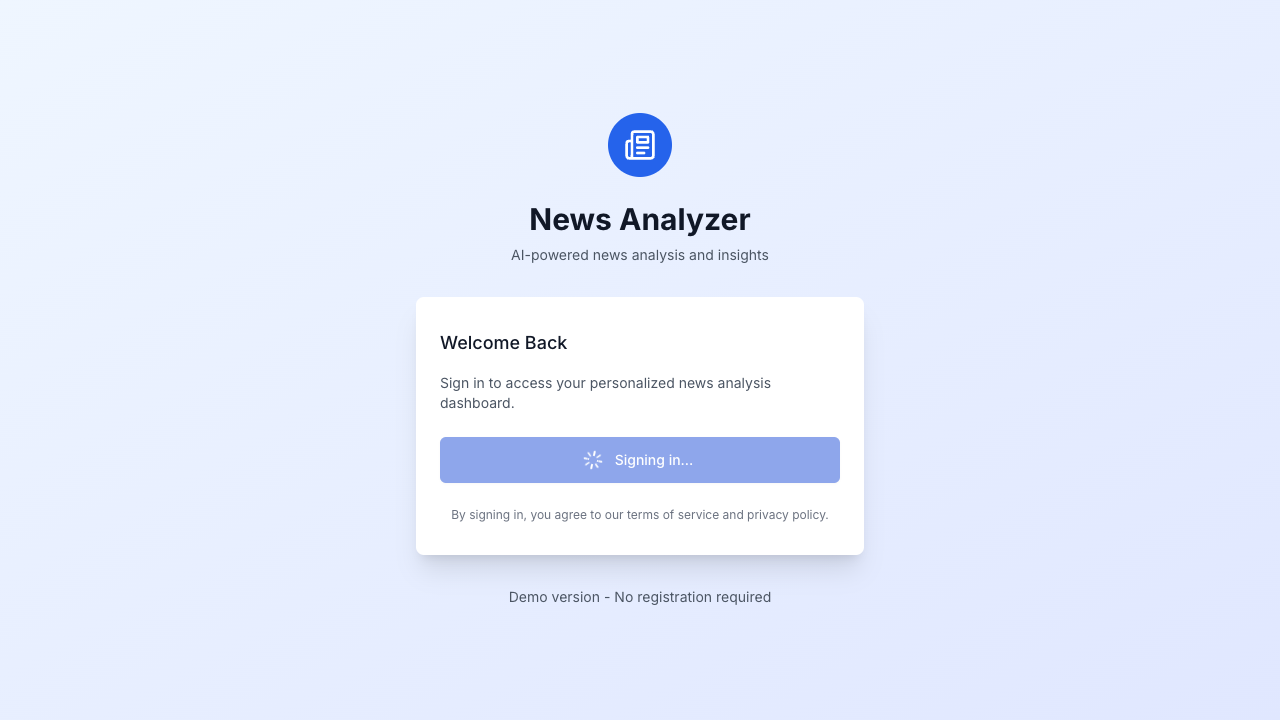 News Analyzer
AI-powered news analysis and insights
Welcome Back
Sign in to access your personalized news analysis
dashboard.
Signing in...
By signing in, you agree to our terms of service and privacy policy.
Demo version - No registration required